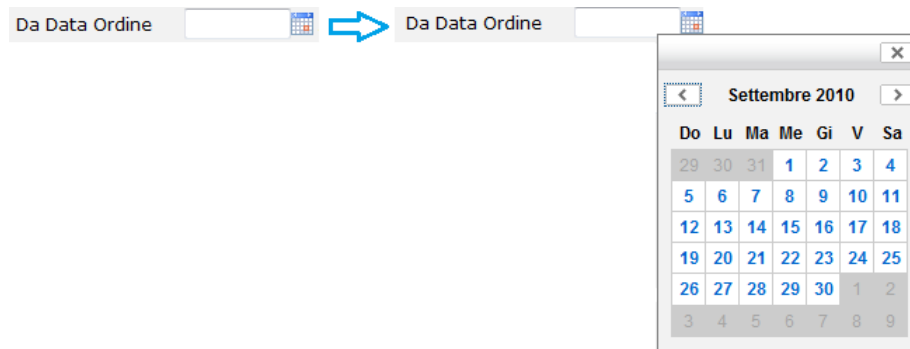 Da Data Ordine
Da Data Ordine
Settembre 2010
Do Lu Ma Me Gi V Sa
29 30 31 1 2 3 4
5 6 7 8 9 10 11
12 13 14 15 16 17 18
19 20 21 22 23 24 25
26 27 28 29 30 1 2
3 4 5 6 7 8 9